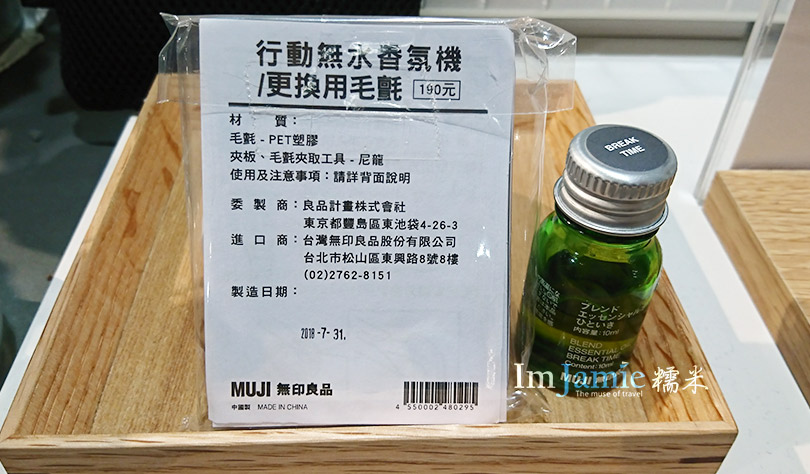 行動無水香氛機
/更換用毛氈 190元
材　　質：
毛氈 - PET塑膠
夾板、毛氈夾取工具 - 尼龍
使用及注意事項：請詳背面說明
委 製 商：良品計畫株式會社
東京都豐島區東池袋4-26-3
進 口 商：台灣無印良品股份有限公司
台北市松山區東興路8號8樓
(02)2762-8151
製造日期：
2018 -7- 31.
MUJI 無印良品
中國製 MADE IN CHINA
4 550002 480295
BREAK
TIME
ブレンド
エッセンシャル
ひといき
内容量：10ml
BLEND
ESSENTIAL
BREAK TIME
Content:10ml
MUJI
Im Jamie 糯米
The muse of travel